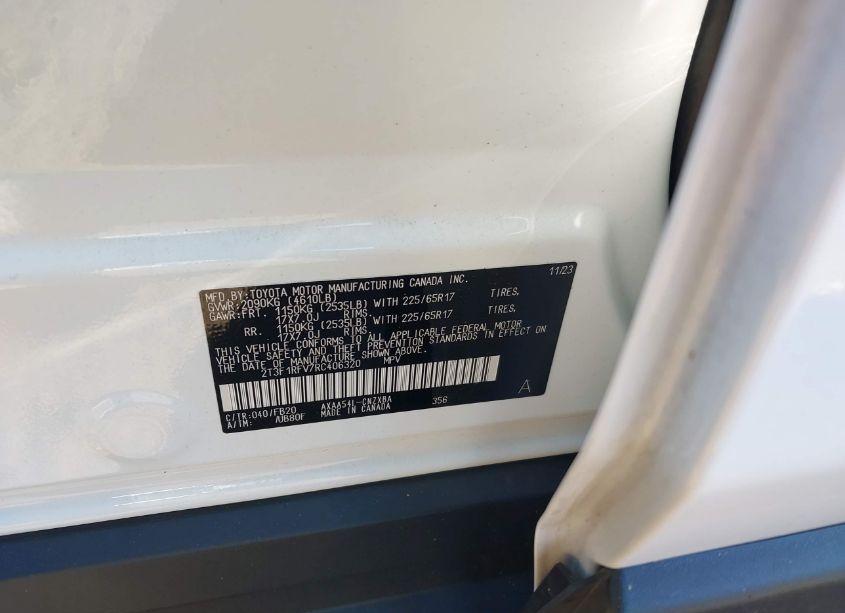 MFD.BY:TOYOTA MOTOR MANUFACTURING CANADA INC. 11/23
GVWR:2090KG (4610LB)
GAWR:FRT. 1150KG (2535LB) WITH 225/65R17 TIRES,
17X7.0J RIMS,
RR. 1150KG (2535LB) WITH 225/65R17 TIRES,
17X7.0J RIMS.
THIS VEHICLE CONFORMS TO ALL APPLICABLE FEDERAL MOTOR
VEHICLE SAFETY AND THEFT PREVENTION STANDARDS IN EFFECT ON
THE DATE OF MANUFACTURE SHOWN ABOVE.
2T3F1RFV7RC406320 MPV
C/TR:040/FB20 AXAA54L-CNZXBA 356 A
A/TM: /UB80F MADE IN CANADA